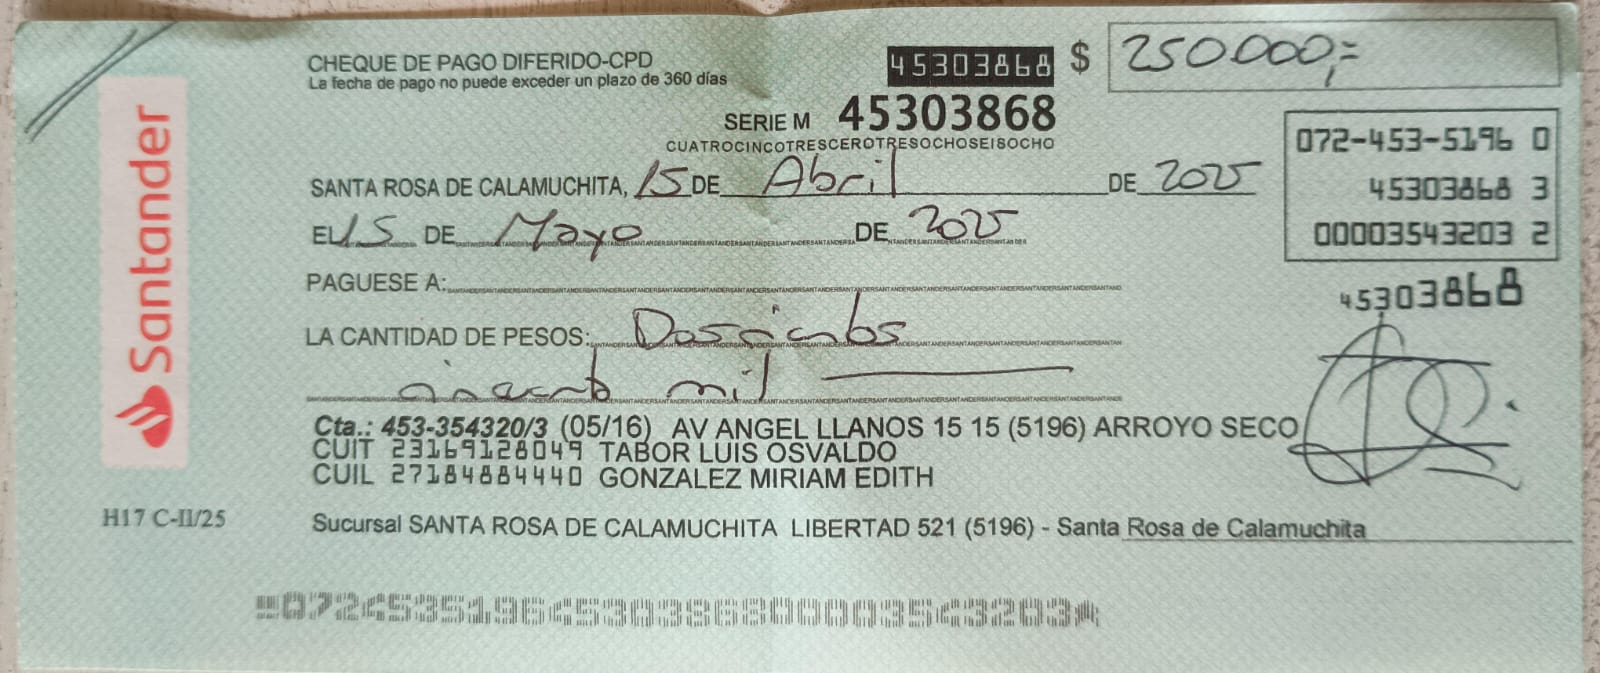 Santander
CHEQUE DE PAGO DIFERIDO-CPD
La fecha de pago no puede exceder un plazo de 360 días
45303868 $ 250000,=
SERIE M 45303868
CUATROCINCOTRESCEROTRESOCHOSEISOCHO
072-453-5196 0
45303868 3
00003543203 2
SANTA ROSA DE CALAMUCHITA, 15 DE Abril DE 2025
EL 15 DE Mayo DE 2025
PAGUESE A:
45303868
LA CANTIDAD DE PESOS: Doscientos
cincuenta mil
Cta.: 453-354320/3 (05/16) AV ANGEL LLANOS 15 15 (5196) ARROYO SECO
CUIT 23169128049 TABOR LUIS OSVALDO
CUIL 27184884440 GONZALEZ MIRIAM EDITH
H17 C-II/25
Sucursal SANTA ROSA DE CALAMUCHITA LIBERTAD 521 (5196) - Santa Rosa de Calamuchita
07245351964530386800003543203